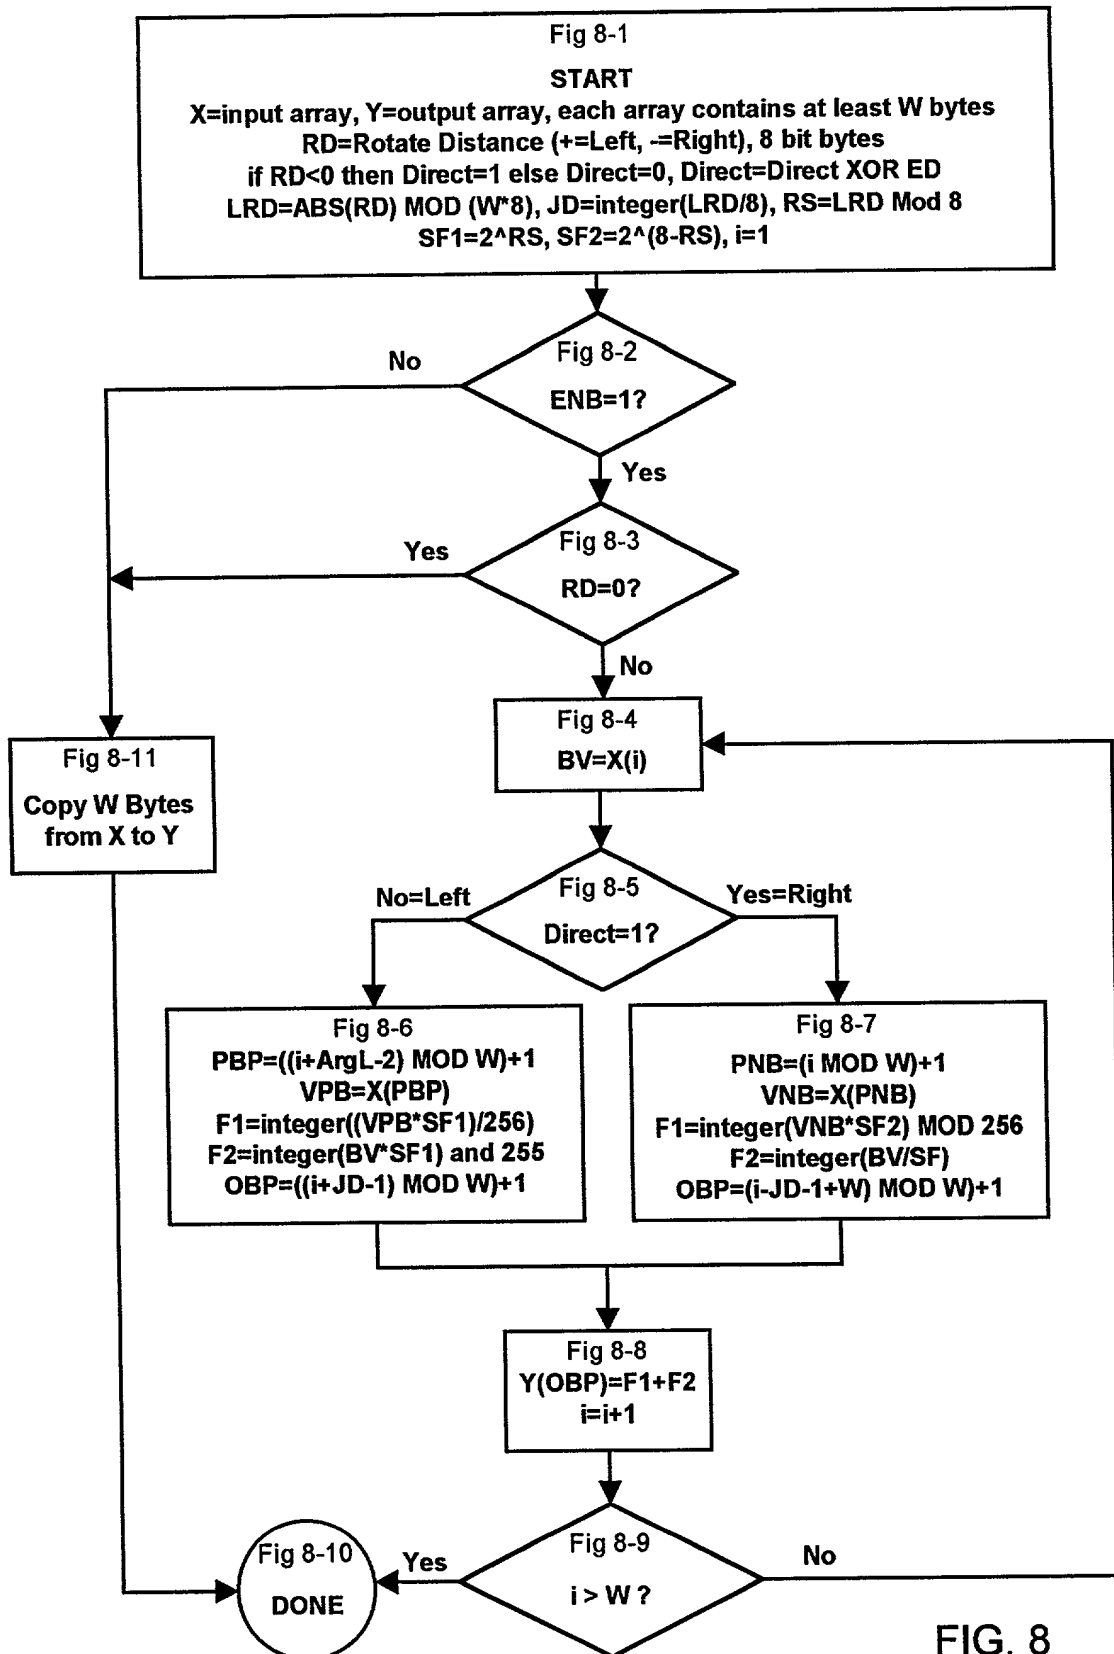 Fig 8-1
START
X=input array, Y=output array, each array contains at least W bytes
RD=Rotate Distance (+=Left, -=Right), 8 bit bytes
if RD<0 then Direct=1 else Direct=0, Direct=Direct XOR ED
LRD=ABS(RD) MOD (W*8), JD=integer(LRD/8), RS=LRD Mod 8
SF1=2^RS, SF2=2^(8-RS), i=1
Fig 8-2
ENB=1?
No
Yes
Fig 8-3
RD=0?
Yes
No
Fig 8-4
BV=X(i)
Fig 8-11
Copy W Bytes
from X to Y
Fig 8-5
Direct=1?
No=Left
Yes=Right
Fig 8-6
PBP=((i+ArgL-2) MOD W)+1
VPB=X(PBP)
F1=integer((VPB*SF1)/256)
F2=integer(BV*SF1) and 255
OBP=((i+JD-1) MOD W)+1
Fig 8-7
PNB=(i MOD W)+1
VNB=X(PNB)
F1=integer(VNB*SF2) MOD 256
F2=integer(BV/SF)
OBP=(i-JD-1+W) MOD W)+1
Fig 8-8
Y(OBP)=F1+F2
i=i+1
Fig 8-9
i > W ?
Yes
No
Fig 8-10
DONE
FIG. 8